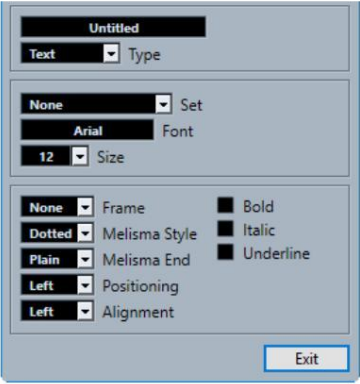 Untitled
Text Type
None Set
Arial Font
12 Size
None Frame Bold
Dotted Melisma Style Italic
Plain Melisma End Underline
Left Positioning
Left Alignment
Exit